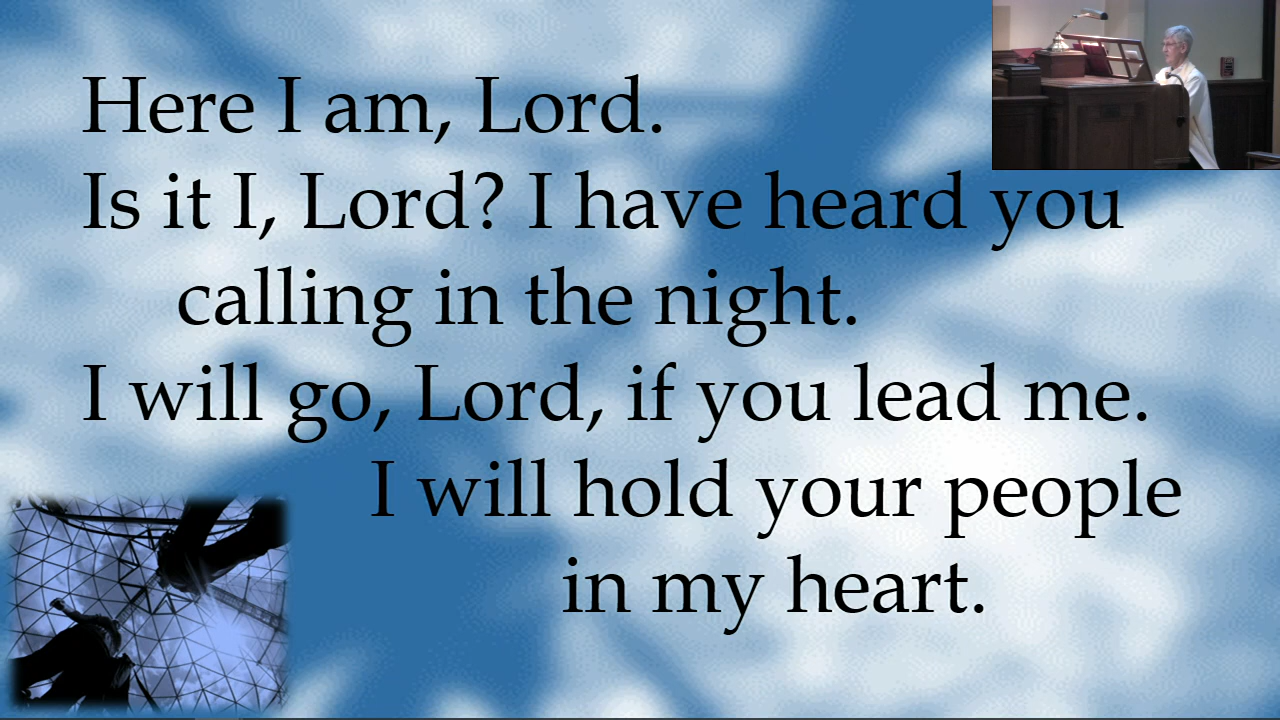 Here I am, Lord.
Is it I, Lord? I have heard you
calling in the night.
I will go, Lord, if you lead me.
I will hold your people
in my heart.